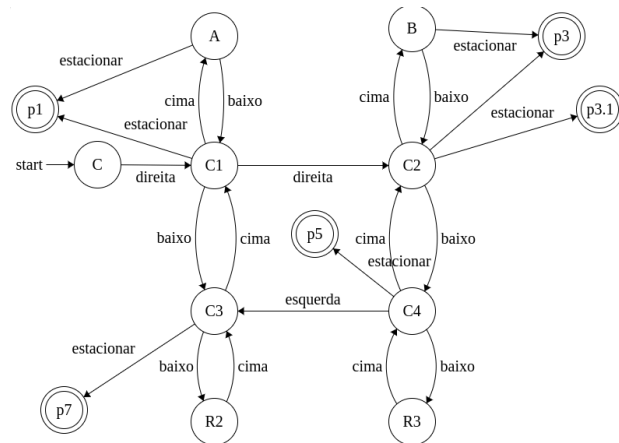 A
B
p3
estacionar
estacionar
cima
baixo
cima
baixo
p1
estacionar
estacionar
p3.1
start
C
direita
C1
direita
C2
baixo
cima
p5
cima
baixo
estacionar
esquerda
C3
C4
estacionar
baixo
cima
cima
baixo
p7
R2
R3